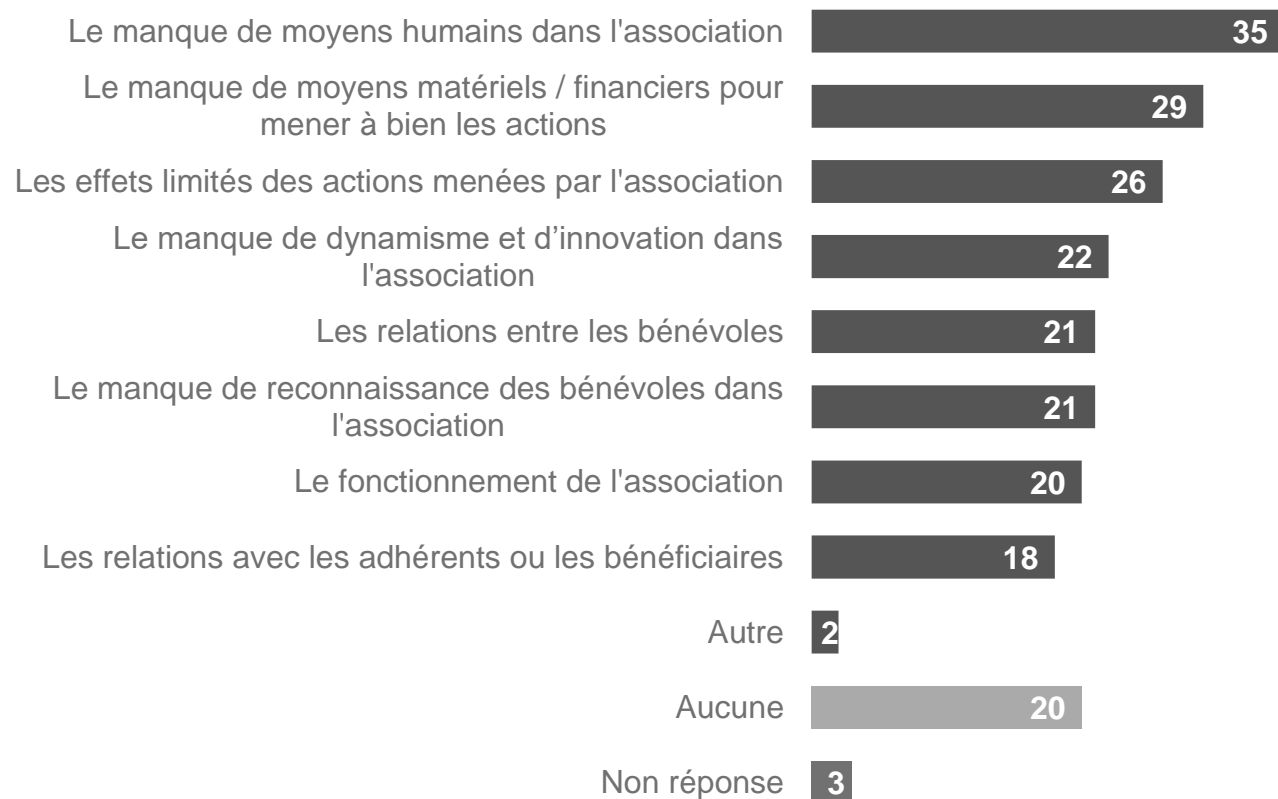 Le manque de moyens humains dans l'association 35
Le manque de moyens matériels / financiers pour
mener à bien les actions 29
Les effets limités des actions menées par l'association 26
Le manque de dynamisme et d’innovation dans
l'association 22
Les relations entre les bénévoles 21
Le manque de reconnaissance des bénévoles dans
l'association 21
Le fonctionnement de l'association 20
Les relations avec les adhérents ou les bénéficiaires 18
Autre 2
Aucune 20
Non réponse 3